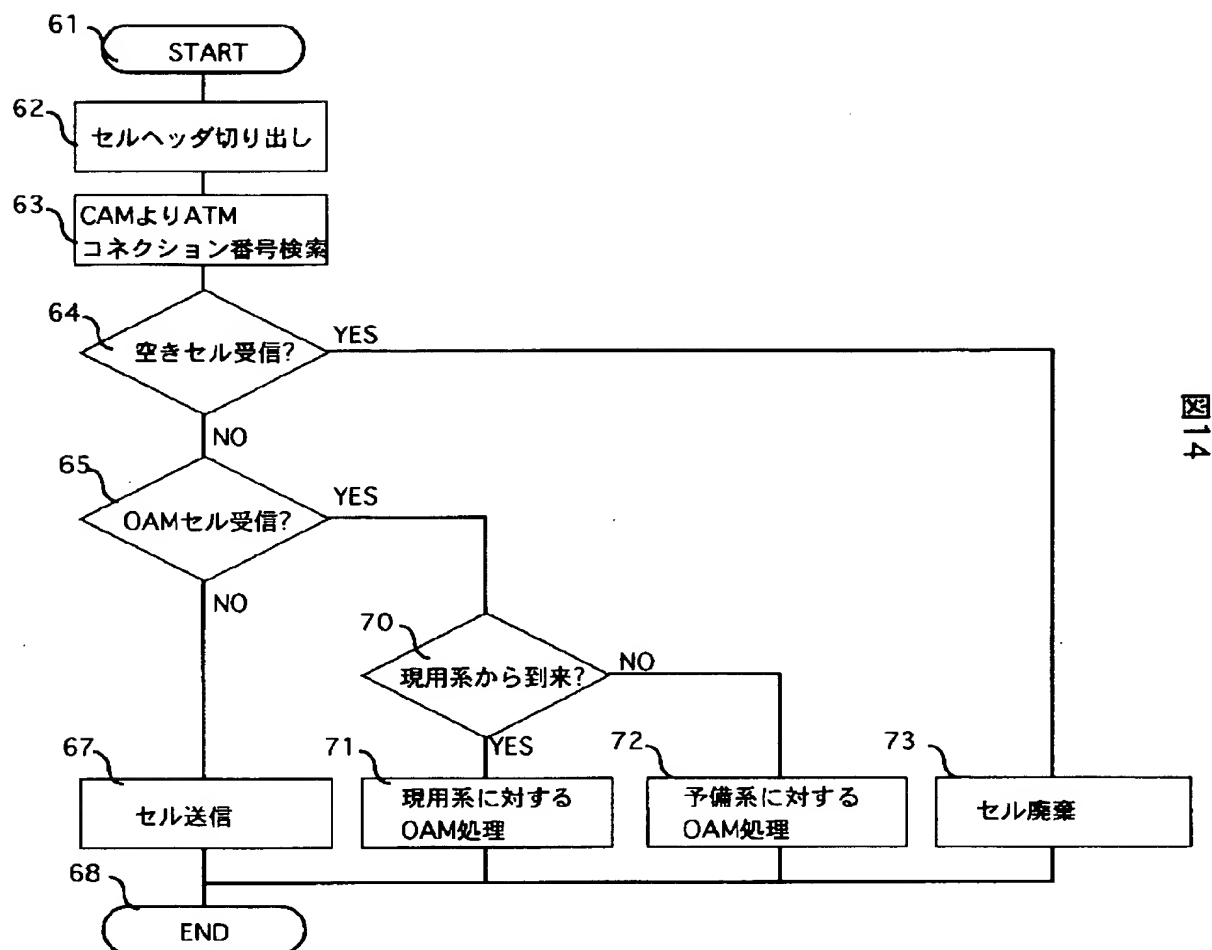 61
START
62
セルヘッダ切り出し
63
CAMよりATM
コネクション番号検索
64
空きセル受信?
YES
NO
65
OAMセル受信?
YES
NO
70
現用系から到来?
NO
YES
67
セル送信
71
現用系に対する
OAM処理
72
予備系に対する
OAM処理
73
セル廃棄
68
END
図14